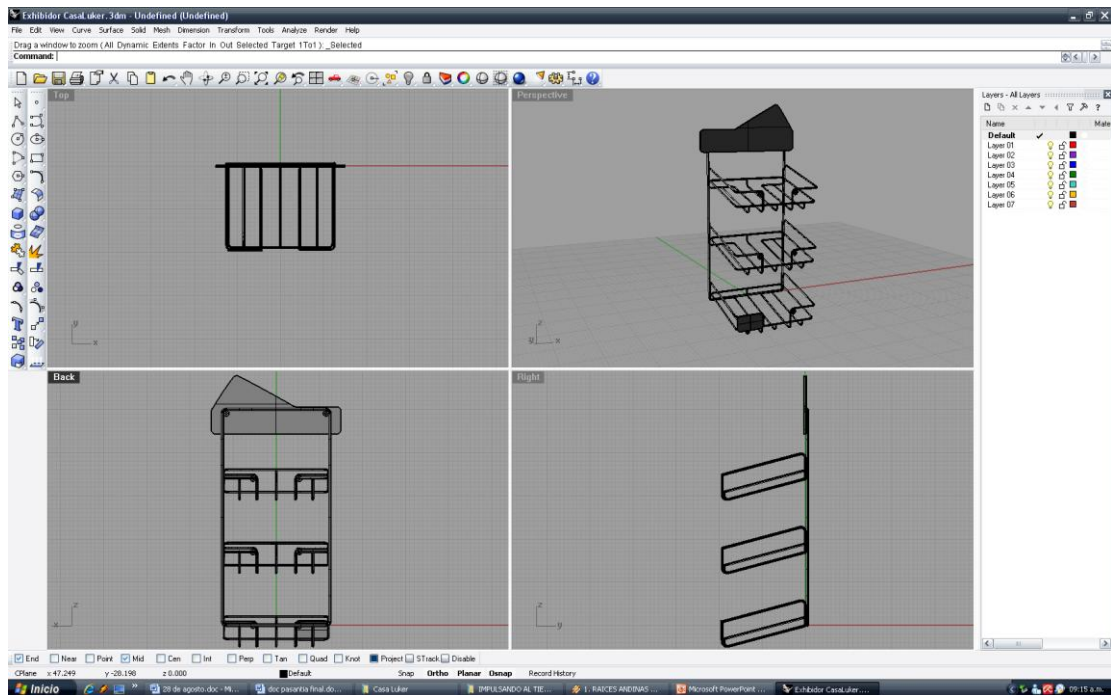 Exhibidor CasaLuker.3dm - Undefined (Undefined)
File Edit View Curve Surface Solid Mesh Dimension Transform Tools Analyze Render Help
Drag a window to zoom ( All Dynamic Extents Factor In Out Selected Target 1To1 ): _Selected
Command:
Top
Perspective
Layers - All Layers
Name Mate
Default
Layer 01
Layer 02
Layer 03
Layer 04
Layer 05
Layer 06
Layer 07
y
x
z
y
x
Back
Right
z
x
z
y
End Near Point Mid Cen Int Perp Tan Quad Knot Project STrack Disable
CPlane x 47.249 y -28.198 z 0.000 Default Snap Ortho Planar Osnap Record History
Inicio 28 de agosto.doc - Mi... doc pasantia final.do... Casa Luker IMPULSANDO AL TIE... 1. RAICES ANDINAS ... Microsoft PowerPoint ... Exhibidor CasaLuker.... 09:15 a.m.